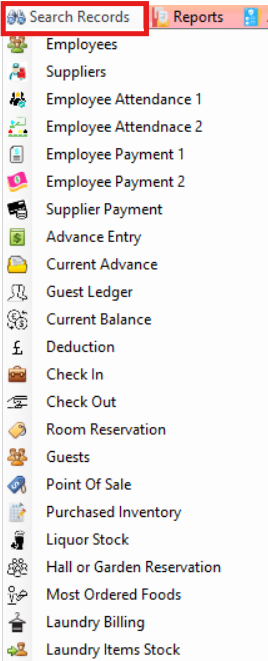 Search Records Reports
Employees
Suppliers
Employee Attendance 1
Employee Attendnace 2
Employee Payment 1
Employee Payment 2
Supplier Payment
Advance Entry
Current Advance
Guest Ledger
Current Balance
Deduction
Check In
Check Out
Room Reservation
Guests
Point Of Sale
Purchased Inventory
Liquor Stock
Hall or Garden Reservation
Most Ordered Foods
Laundry Billing
Laundry Items Stock